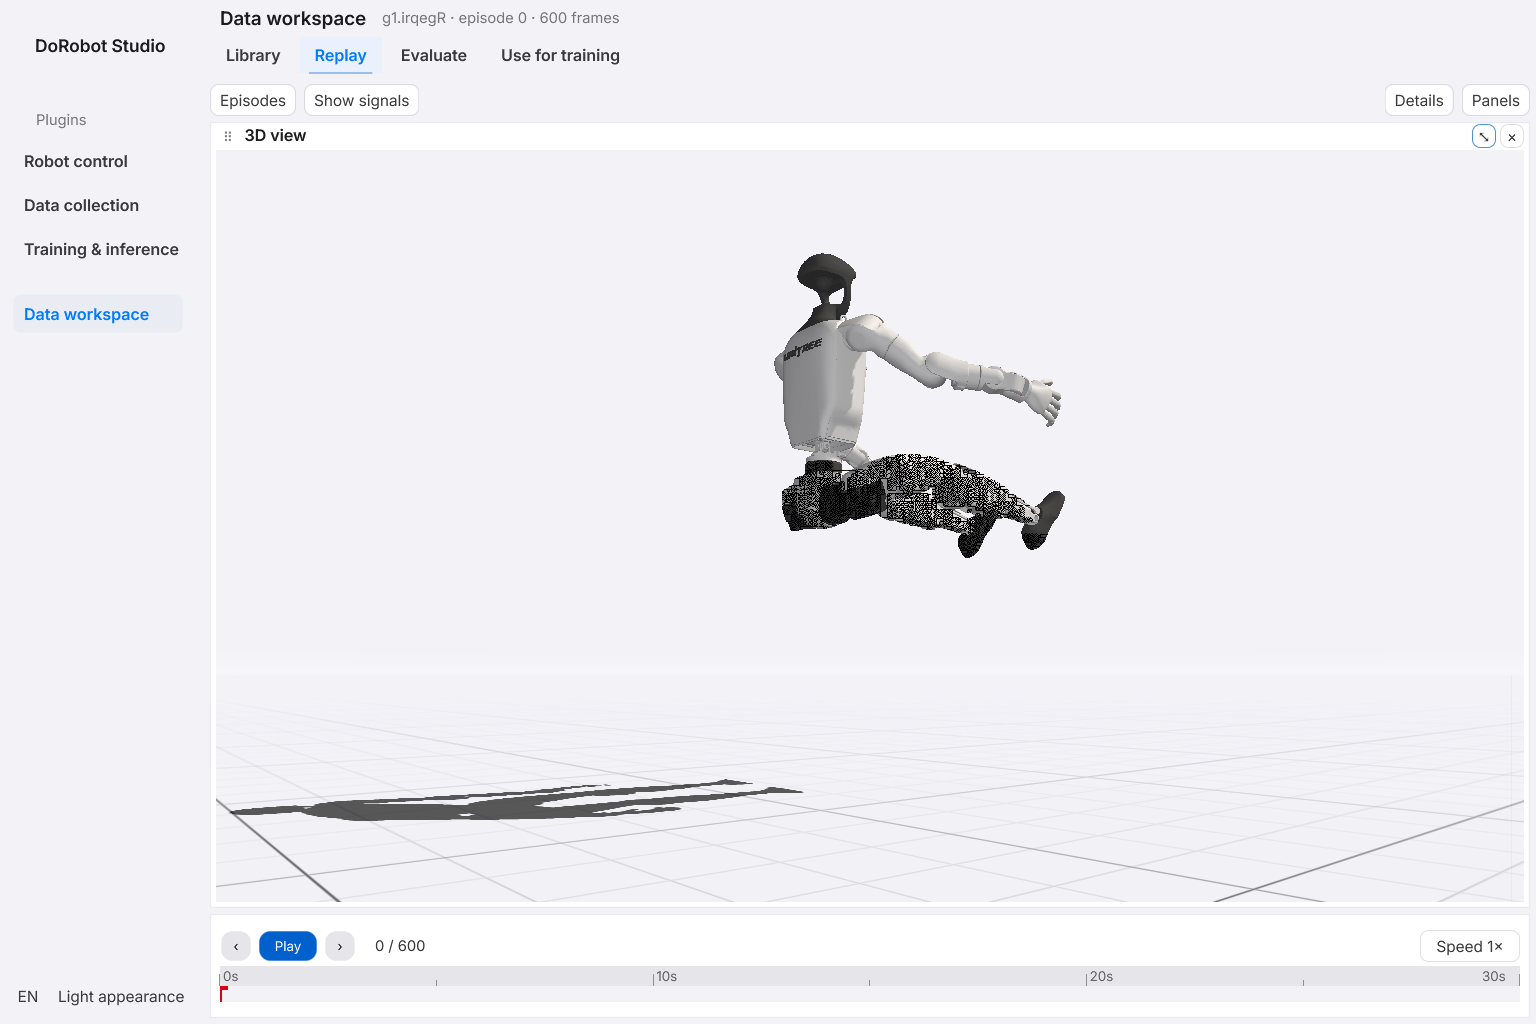 DoRobot Studio
Plugins
Robot control
Data collection
Training & inference
Data workspace
EN Light appearance
Data workspace g1.irqegR · episode 0 · 600 frames
Library Replay Evaluate Use for training
Episodes Show signals Details Panels
3D view
UNITREE
‹ Play › 0 / 600 Speed 1×
0s 10s 20s 30s